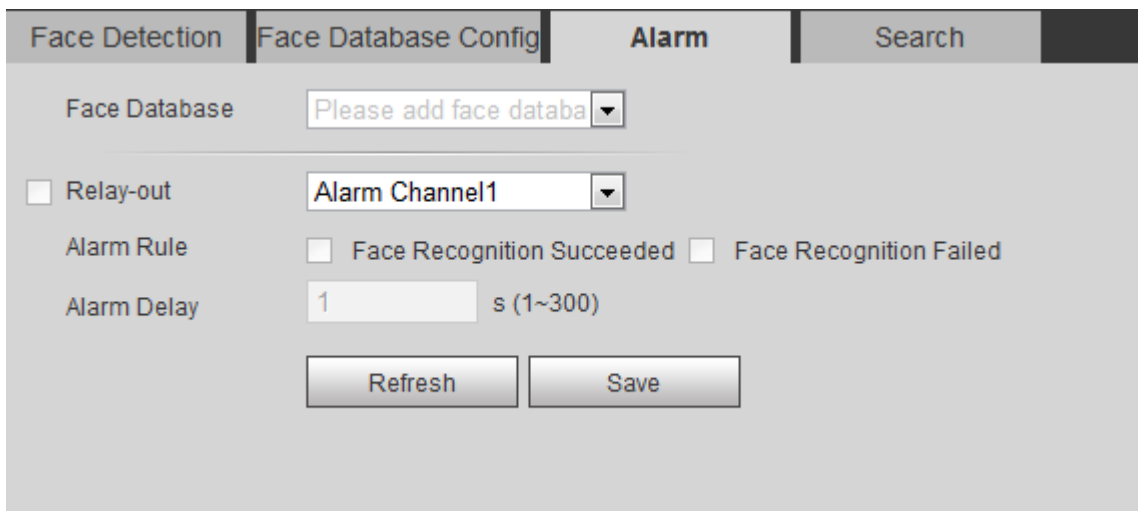 Face Detection Face Database Config Alarm Search
Face Database Please add face databa
Relay-out Alarm Channel1
Alarm Rule Face Recognition Succeeded Face Recognition Failed
Alarm Delay 1 s (1~300)
Refresh Save